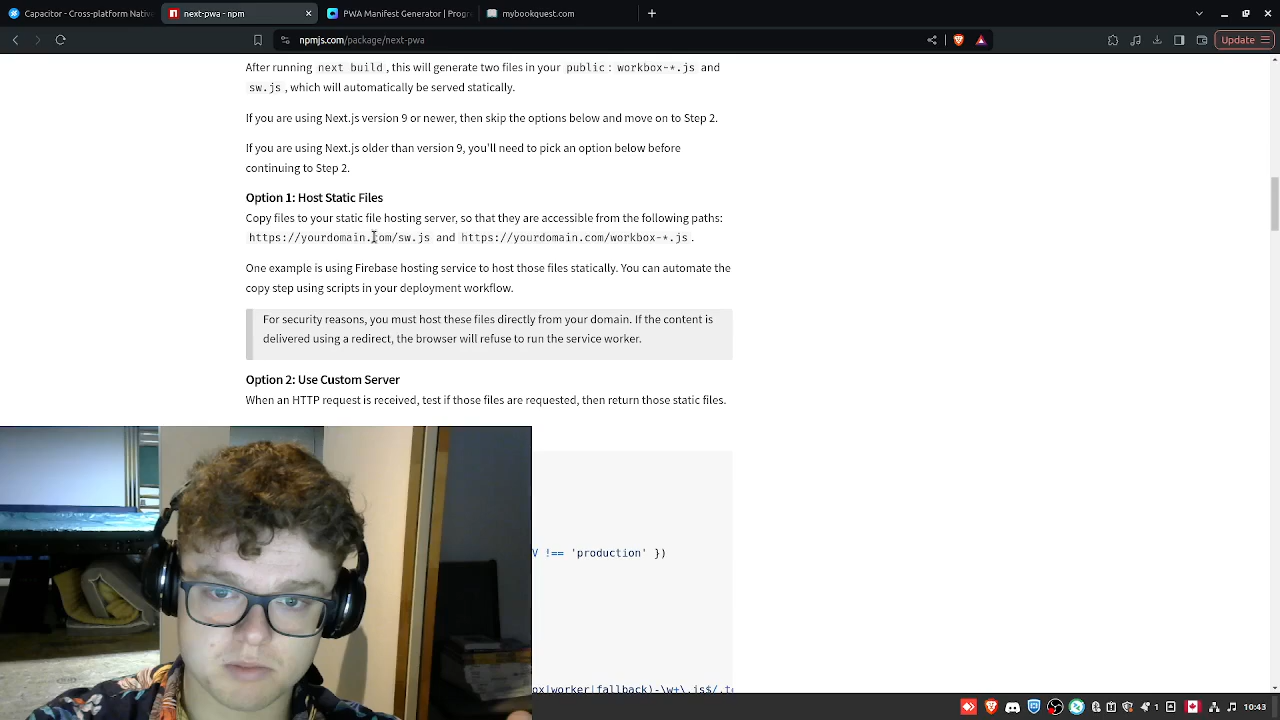 Capacitor - Cross-platform Native
next-pwa - npm
PWA Manifest Generator | Progr
mybookquest.com
npmjs.com/package/next-pwa
Update
After running next build, this will generate two files in your public: workbox-*.js and
sw.js, which will automatically be served statically.
If you are using Next.js version 9 or newer, then skip the options below and move on to Step 2.
If you are using Next.js older than version 9, you'll need to pick an option below before
continuing to Step 2.
Option 1: Host Static Files
Copy files to your static file hosting server, so that they are accessible from the following paths:
https://yourdomain.com/sw.js and https://yourdomain.com/workbox-*.js.
One example is using Firebase hosting service to host those files statically. You can automate the
copy step using scripts in your deployment workflow.
For security reasons, you must host these files directly from your domain. If the content is
delivered using a redirect, the browser will refuse to run the service worker.
Option 2: Use Custom Server
When an HTTP request is received, test if those files are requested, then return those static files.
V !== 'production' })
ox|worker|fallback)-\w+\.js$/.t
1
10:43